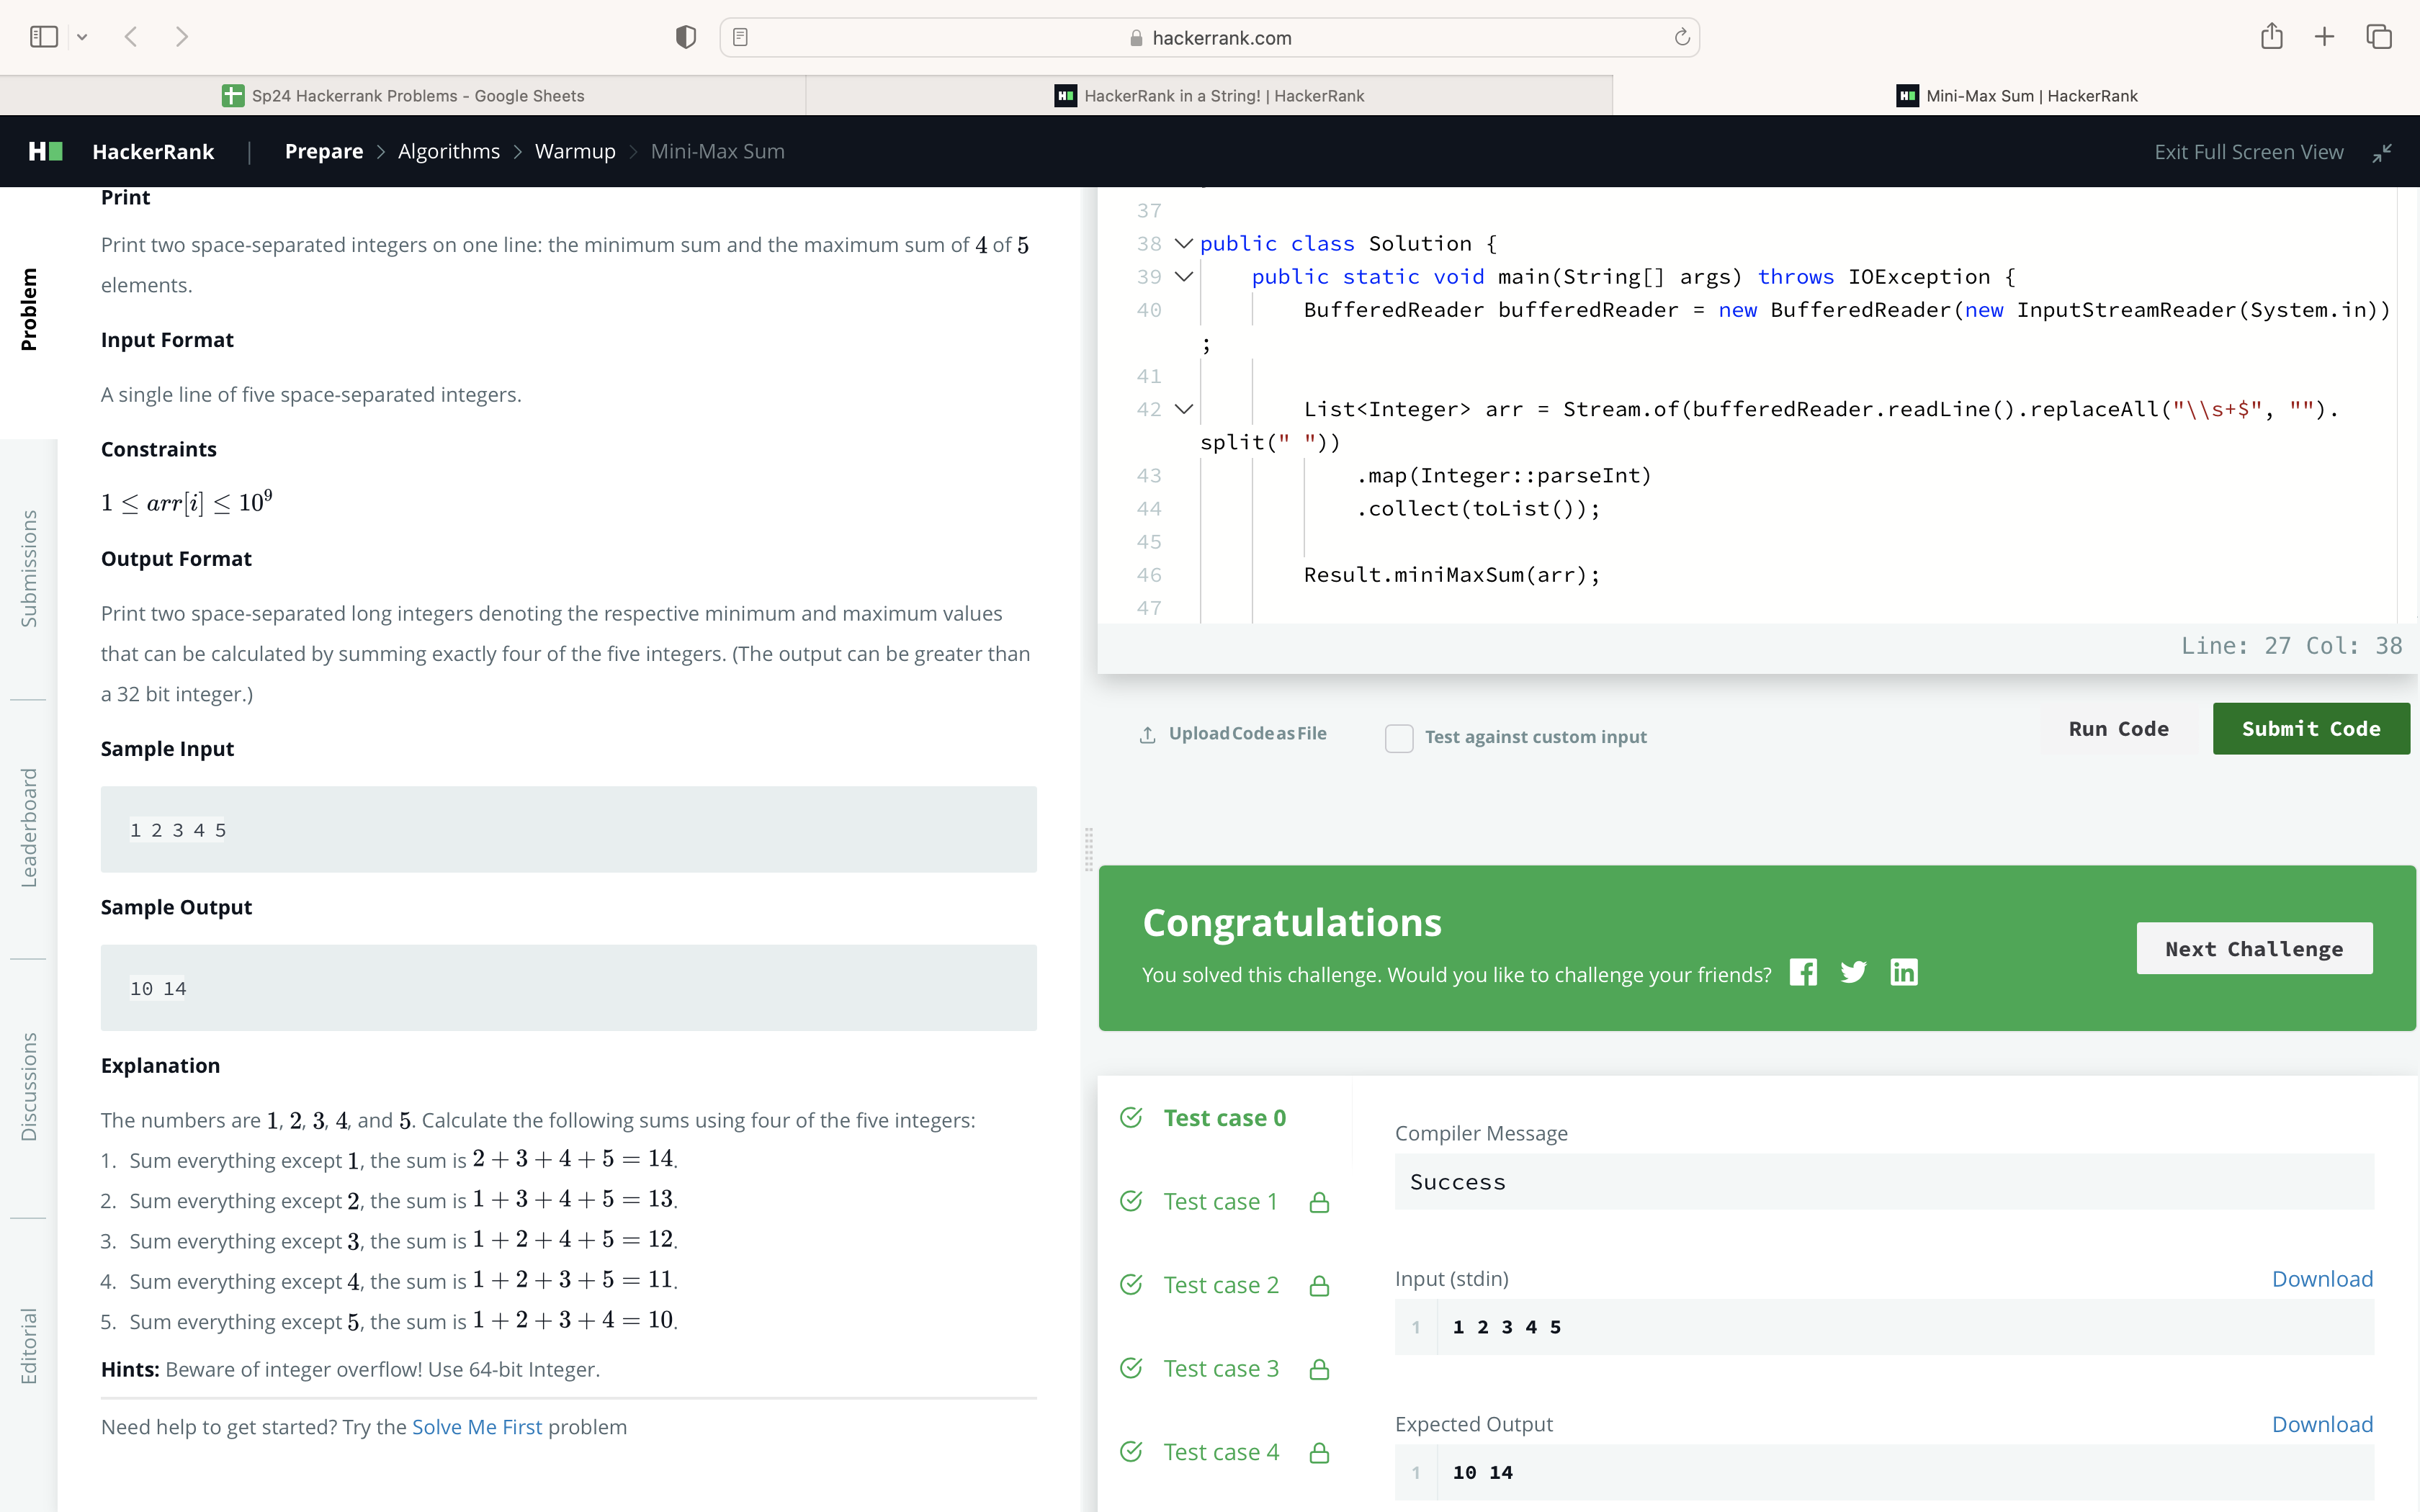 hackerrank.com
Sp24 Hackerrank Problems - Google Sheets
HackerRank in a String! | HackerRank
Mini-Max Sum | HackerRank
HackerRank | Prepare > Algorithms > Warmup > Mini-Max Sum
Exit Full Screen View
Problem
Submissions
Leaderboard
Discussions
Editorial
Print
Print two space-separated integers on one line: the minimum sum and the maximum sum of 4 of 5
elements.
Input Format
A single line of five space-separated integers.
Constraints
1 ≤ arr[i] ≤ 10⁹
Output Format
Print two space-separated long integers denoting the respective minimum and maximum values
that can be calculated by summing exactly four of the five integers. (The output can be greater than
a 32 bit integer.)
Sample Input
1 2 3 4 5
Sample Output
10 14
Explanation
The numbers are 1, 2, 3, 4, and 5. Calculate the following sums using four of the five integers:
1. Sum everything except 1, the sum is 2 + 3 + 4 + 5 = 14.
2. Sum everything except 2, the sum is 1 + 3 + 4 + 5 = 13.
3. Sum everything except 3, the sum is 1 + 2 + 4 + 5 = 12.
4. Sum everything except 4, the sum is 1 + 2 + 3 + 5 = 11.
5. Sum everything except 5, the sum is 1 + 2 + 3 + 4 = 10.
Hints: Beware of integer overflow! Use 64-bit Integer.
Need help to get started? Try the Solve Me First problem
37
38 public class Solution {
39 public static void main(String[] args) throws IOException {
40 BufferedReader bufferedReader = new BufferedReader(new InputStreamReader(System.in))
;
41
42 List<Integer> arr = Stream.of(bufferedReader.readLine().replaceAll("\\s+$", "").
split(" "))
43 .map(Integer::parseInt)
44 .collect(toList());
45
46 Result.miniMaxSum(arr);
47
Line: 27 Col: 38
Upload Code as File
Test against custom input
Run Code
Submit Code
Congratulations
You solved this challenge. Would you like to challenge your friends?
Next Challenge
Test case 0
Test case 1
Test case 2
Test case 3
Test case 4
Compiler Message
Success
Input (stdin)
Download
1 1 2 3 4 5
Expected Output
Download
1 10 14